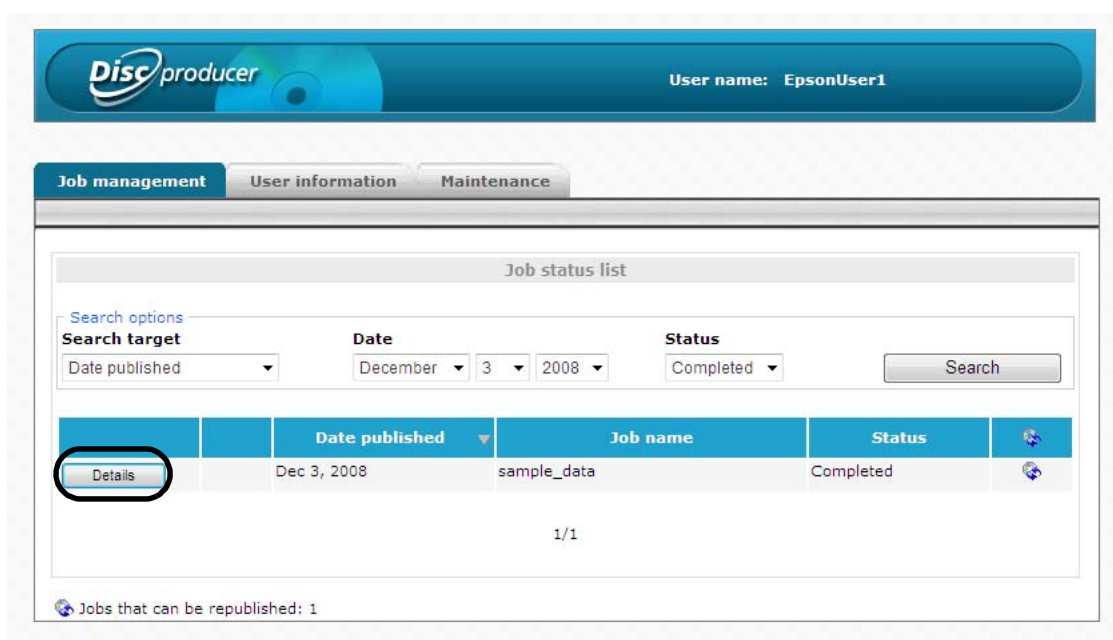 Disc producer
User name: EpsonUser1
Job management User information Maintenance
Job status list
Search options
Search target Date Status
Date published December 3 2008 Completed Search
Date published Job name Status
Details Dec 3, 2008 sample_data Completed
1/1
Jobs that can be republished: 1